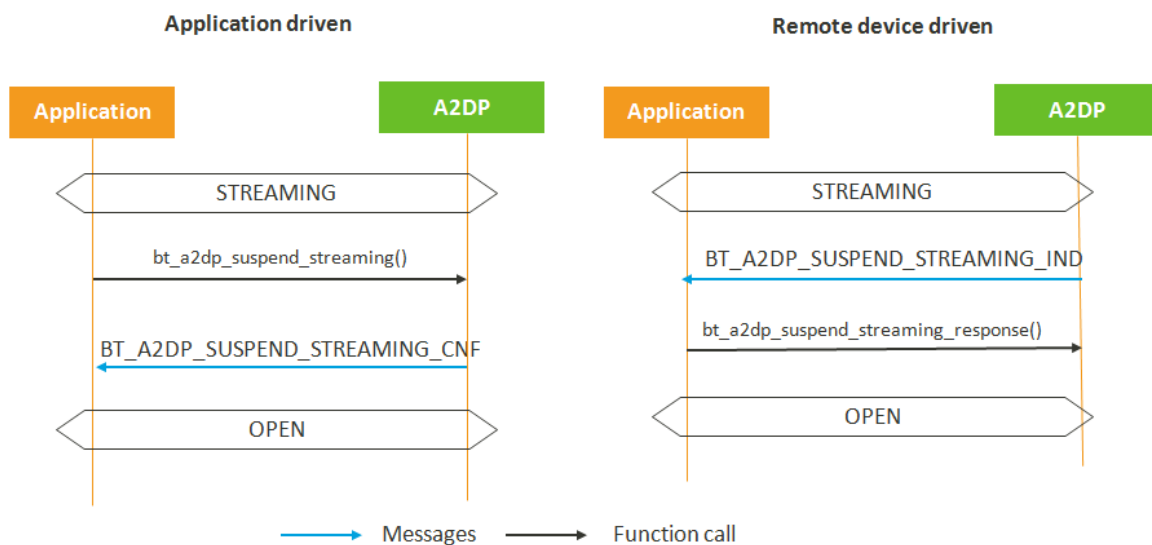 Application driven
Remote device driven
Application
A2DP
Application
A2DP
STREAMING
STREAMING
bt_a2dp_suspend_streaming()
BT_A2DP_SUSPEND_STREAMING_IND
bt_a2dp_suspend_streaming_response()
BT_A2DP_SUSPEND_STREAMING_CNF
OPEN
OPEN
Messages
Function call